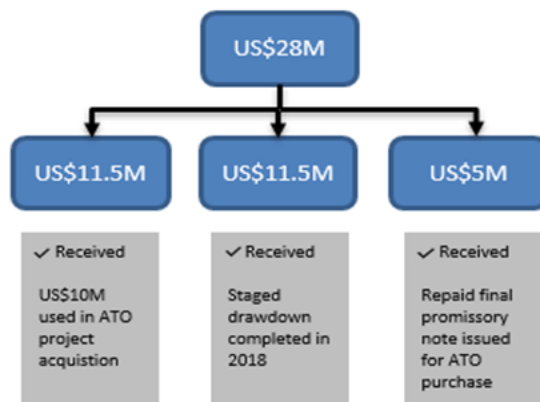 US$28M
US$11.5M
US$11.5M
US$5M
✓ Received
US$10M
used in ATO
project
acquistion
✓ Received
Staged
drawdown
completed in
2018
✓ Received
Repaid final
promissory
note issued
for ATO
purchase